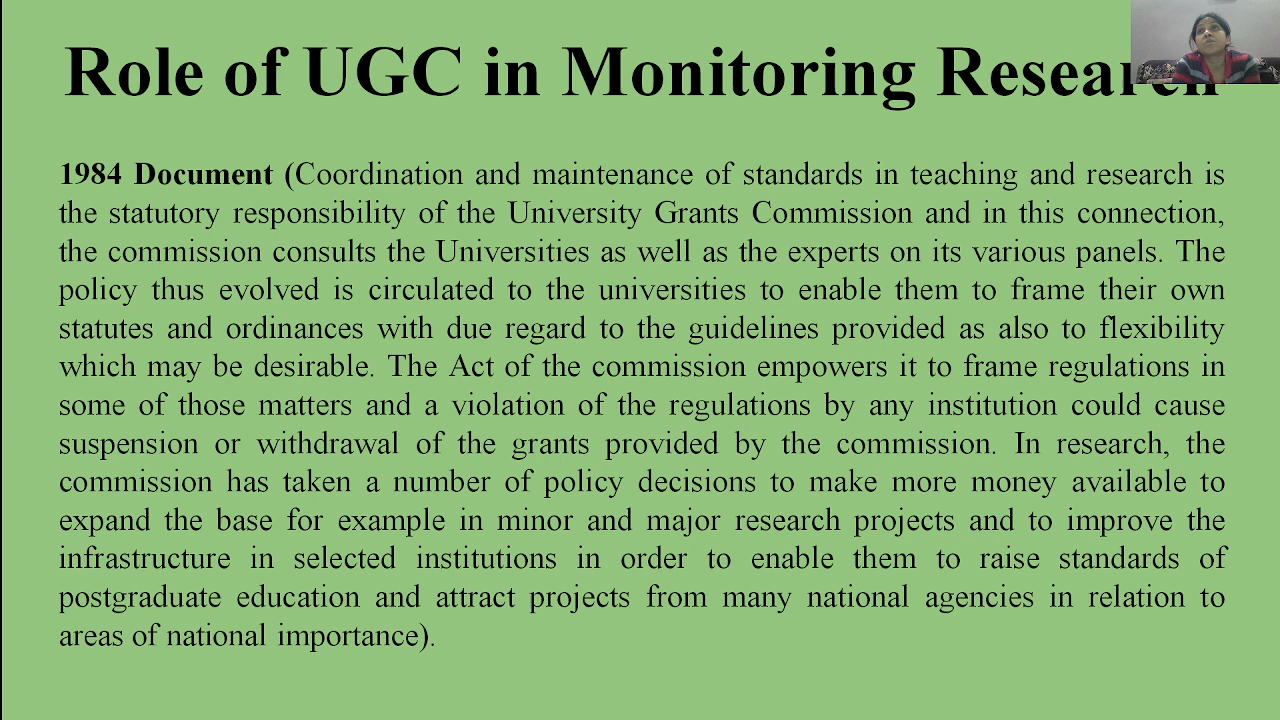 Role of UGC in Monitoring Research
1984 Document (Coordination and maintenance of standards in teaching and research is
the statutory responsibility of the University Grants Commission and in this connection,
the commission consults the Universities as well as the experts on its various panels. The
policy thus evolved is circulated to the universities to enable them to frame their own
statutes and ordinances with due regard to the guidelines provided as also to flexibility
which may be desirable. The Act of the commission empowers it to frame regulations in
some of those matters and a violation of the regulations by any institution could cause
suspension or withdrawal of the grants provided by the commission. In research, the
commission has taken a number of policy decisions to make more money available to
expand the base for example in minor and major research projects and to improve the
infrastructure in selected institutions in order to enable them to raise standards of
postgraduate education and attract projects from many national agencies in relation to
areas of national importance).